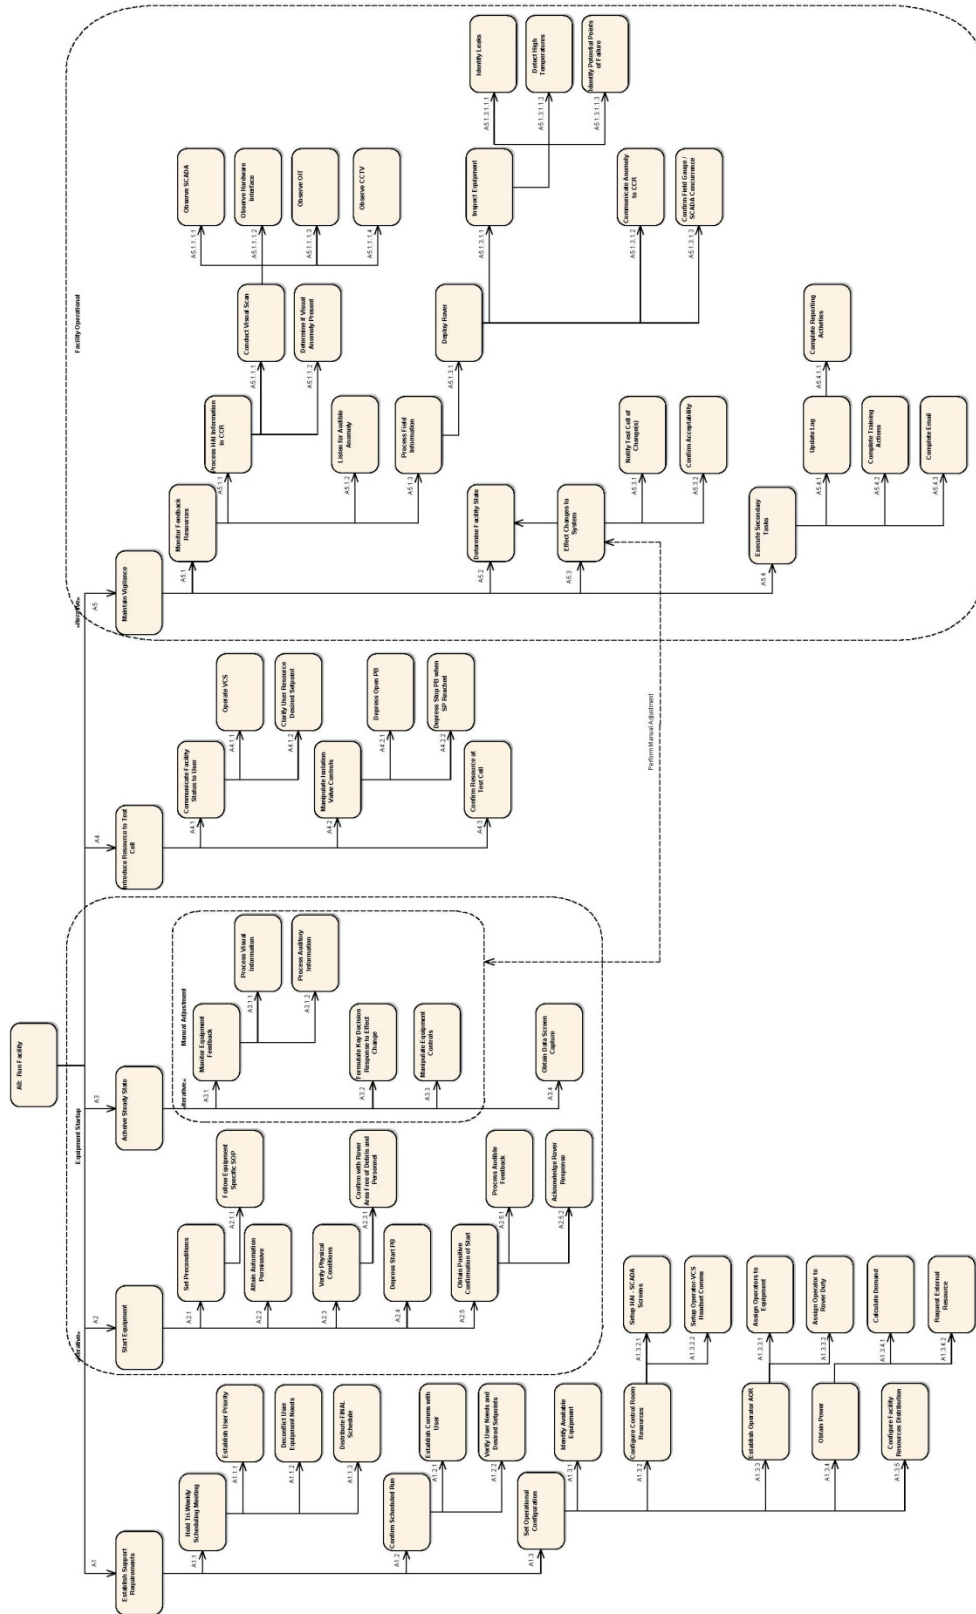 A0: Run Facility
A1
Establish Support
Requirements
A1.1
Hold Tri-Weekly
Scheduling Meeting
A1.1.1
Establish User Priority
A1.1.2
Deconflict User
Equipment Needs
A1.1.3
Distribute FINAL
Schedule
A1.2
Confirm Scheduled Run
A1.2.1
Establish Comms with
User
A1.2.2
Verify User Needs and
Desired Setpoints
A1.3
Set Operational
Configuration
A1.3.1
Identify Available
Equipment
A1.3.2
Configure Control Room
Resources
A1.3.2.1
Setup HAI - SCADA
Screens
A1.3.2.2
Setup Operator VCS
Headset Comms
A1.3.3
Establish Operator AOR
A1.3.3.1
Assign Operators to
Equipment
A1.3.3.2
Assign Operator to
Rover Duty
A1.3.4
Obtain Power
A1.3.4.1
Calculate Demand
A1.3.4.2
Request External
Resource
A1.3.5
Configure Facility
Resources Distribution
Equipment Startup
«iterative»
A2
Start Equipment
A2.1
Set Preconditions
A2.1.1
Follow Equipment
Specific SOP
A2.2
Attain Automation
Permissive
A2.3
Verify Physical
Conditions
A2.3.1
Confirm with Rover
Area Free of Debris and
Personnel
A2.4
Depress Start PB
A2.5
Obtain Positive
Confirmation of Start
A2.5.1
Process Audible
Feedback
A2.5.2
Acknowledge Rover
Response
A3
Acheive Steady State
«iterative»
Manual Adjustment
A3.1
Monitor Equipment
Feedback
A3.1.1
Process Visual
Information
A3.1.2
Process Auditory
Information
A3.2
Formulate Key Decision
Response to Effect
Change
A3.3
Manipulate Equipment
Controls
A3.4
Obtain Data Screen
Capture
Perform Manual Adjustment
A4
Introduce Resource to Test
Cell
A4.1
Communicate Facility
Status to User
A4.1.1
Operate VCS
A4.1.2
Clarify User Resource
Desired Setpoint
A4.2
Manipulate Isolation
Valve Controls
A4.2.1
Depress Open PB
A4.2.2
Depress Stop PB when
SP Reached
A4.3
Confirm Resource at
Test Cell
Facility Operational
«iterative»
A5
Maintain Vigilance
A5.1
Monitor Feedback
Resources
A5.1.1
Process HAI Information
in CCR
A5.1.1.1
Conduct Visual Scan
A5.1.1.1.1
Observe SCADA
A5.1.1.1.2
Observe Hardware
Interface
A5.1.1.1.3
Observe OIT
A5.1.1.1.4
Observe CCTV
A5.1.1.2
Determine if Visual
Anomoly Present
A5.1.2
Listen for Audible
Anomoly
A5.1.3
Process Field
Information
A5.1.3.1
Deploy Rover
A5.1.3.1.1
Inspect Equipment
A5.1.3.1.1.1
Identify Leaks
A5.1.3.1.1.2
Detect High
Temperatures
A5.1.3.1.1.3
Identify Potential Points
of Failure
A5.1.3.1.2
Communicate Anomoly
to CCR
A5.1.3.1.3
Confirm Field Gauge /
SCADA Concurrence
A5.2
Determine Facility State
A5.3
Effect Changes to
System
A5.3.1
Notify Test Cell of
Change(s)
A5.3.2
Confirm Acceptability
A5.4
Execute Secondary
Tasks
A5.4.1
Update Log
A5.4.1.1
Complete Reporting
Activities
A5.4.2
Complete Training
Actions
A5.4.3
Complete Email